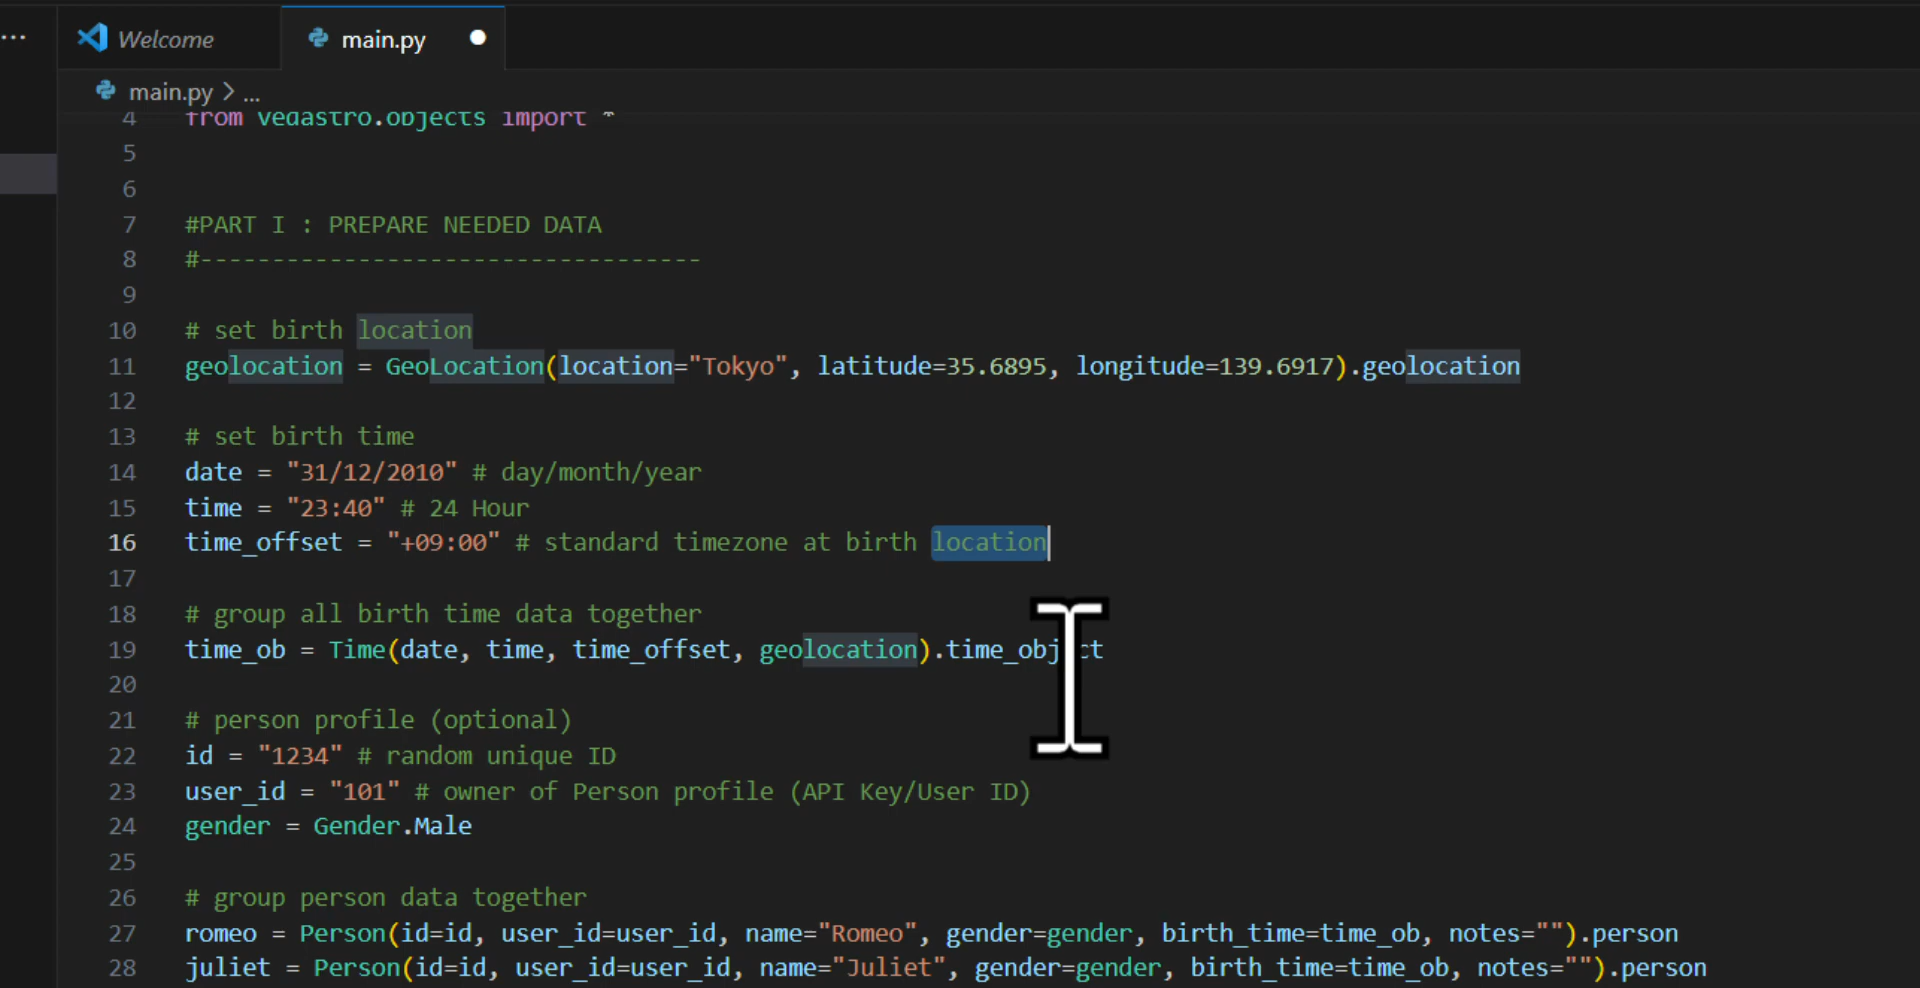 Welcome
main.py
main.py > ...
4 from vedastro.objects import *
5
6
7 #PART I : PREPARE NEEDED DATA
8 #-----------------------------------
9
10 # set birth location
11 geolocation = GeoLocation(location="Tokyo", latitude=35.6895, longitude=139.6917).geolocation
12
13 # set birth time
14 date = "31/12/2010" # day/month/year
15 time = "23:40" # 24 Hour
16 time_offset = "+09:00" # standard timezone at birth location
17
18 # group all birth time data together
19 time_ob = Time(date, time, time_offset, geolocation).time_object
20
21 # person profile (optional)
22 id = "1234" # random unique ID
23 user_id = "101" # owner of Person profile (API Key/User ID)
24 gender = Gender.Male
25
26 # group person data together
27 romeo = Person(id=id, user_id=user_id, name="Romeo", gender=gender, birth_time=time_ob, notes="").person
28 juliet = Person(id=id, user_id=user_id, name="Juliet", gender=gender, birth_time=time_ob, notes="").person